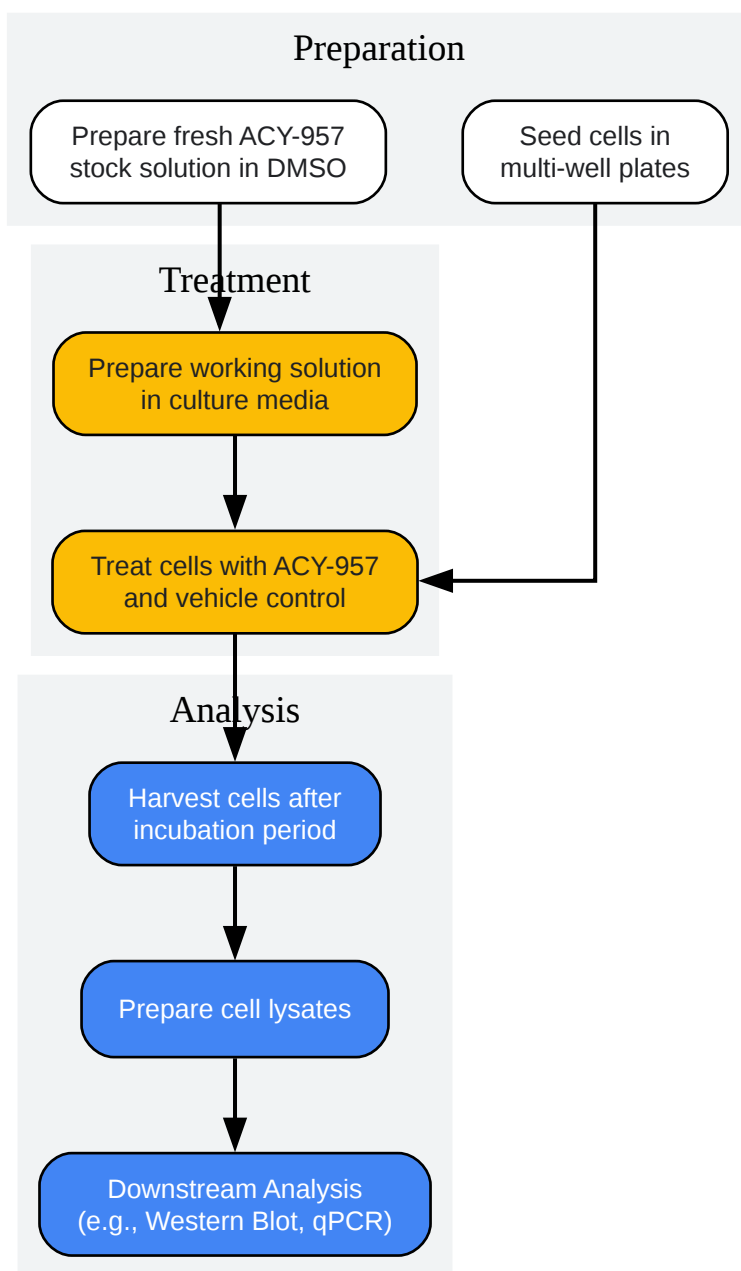 Preparation
Prepare fresh ACY-957
stock solution in DMSO
Seed cells in
multi-well plates
Treatment
Prepare working solution
in culture media
Treat cells with ACY-957
and vehicle control
Analysis
Harvest cells after
incubation period
Prepare cell lysates
Downstream Analysis
(e.g., Western Blot, qPCR)